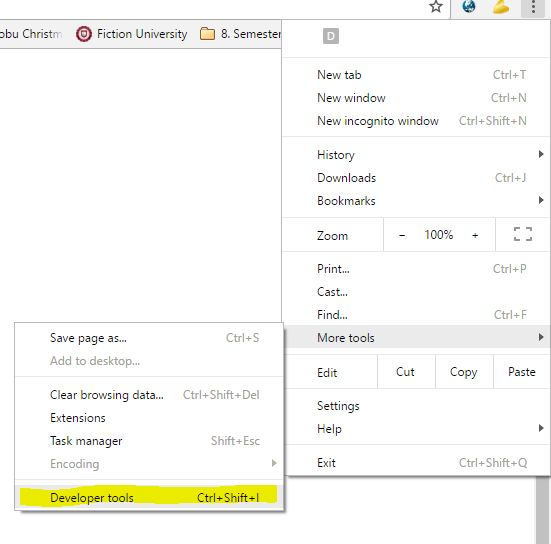 obu Christm Fiction University 8. Semester
D
New tab Ctrl+T
New window Ctrl+N
New incognito window Ctrl+Shift+N
History
Downloads Ctrl+J
Bookmarks
Zoom − 100% +
Print... Ctrl+P
Cast...
Find... Ctrl+F
More tools
Edit Cut Copy Paste
Settings
Help
Exit Ctrl+Shift+Q
Save page as... Ctrl+S
Add to desktop...
Clear browsing data... Ctrl+Shift+Del
Extensions
Task manager Shift+Esc
Encoding
Developer tools Ctrl+Shift+I